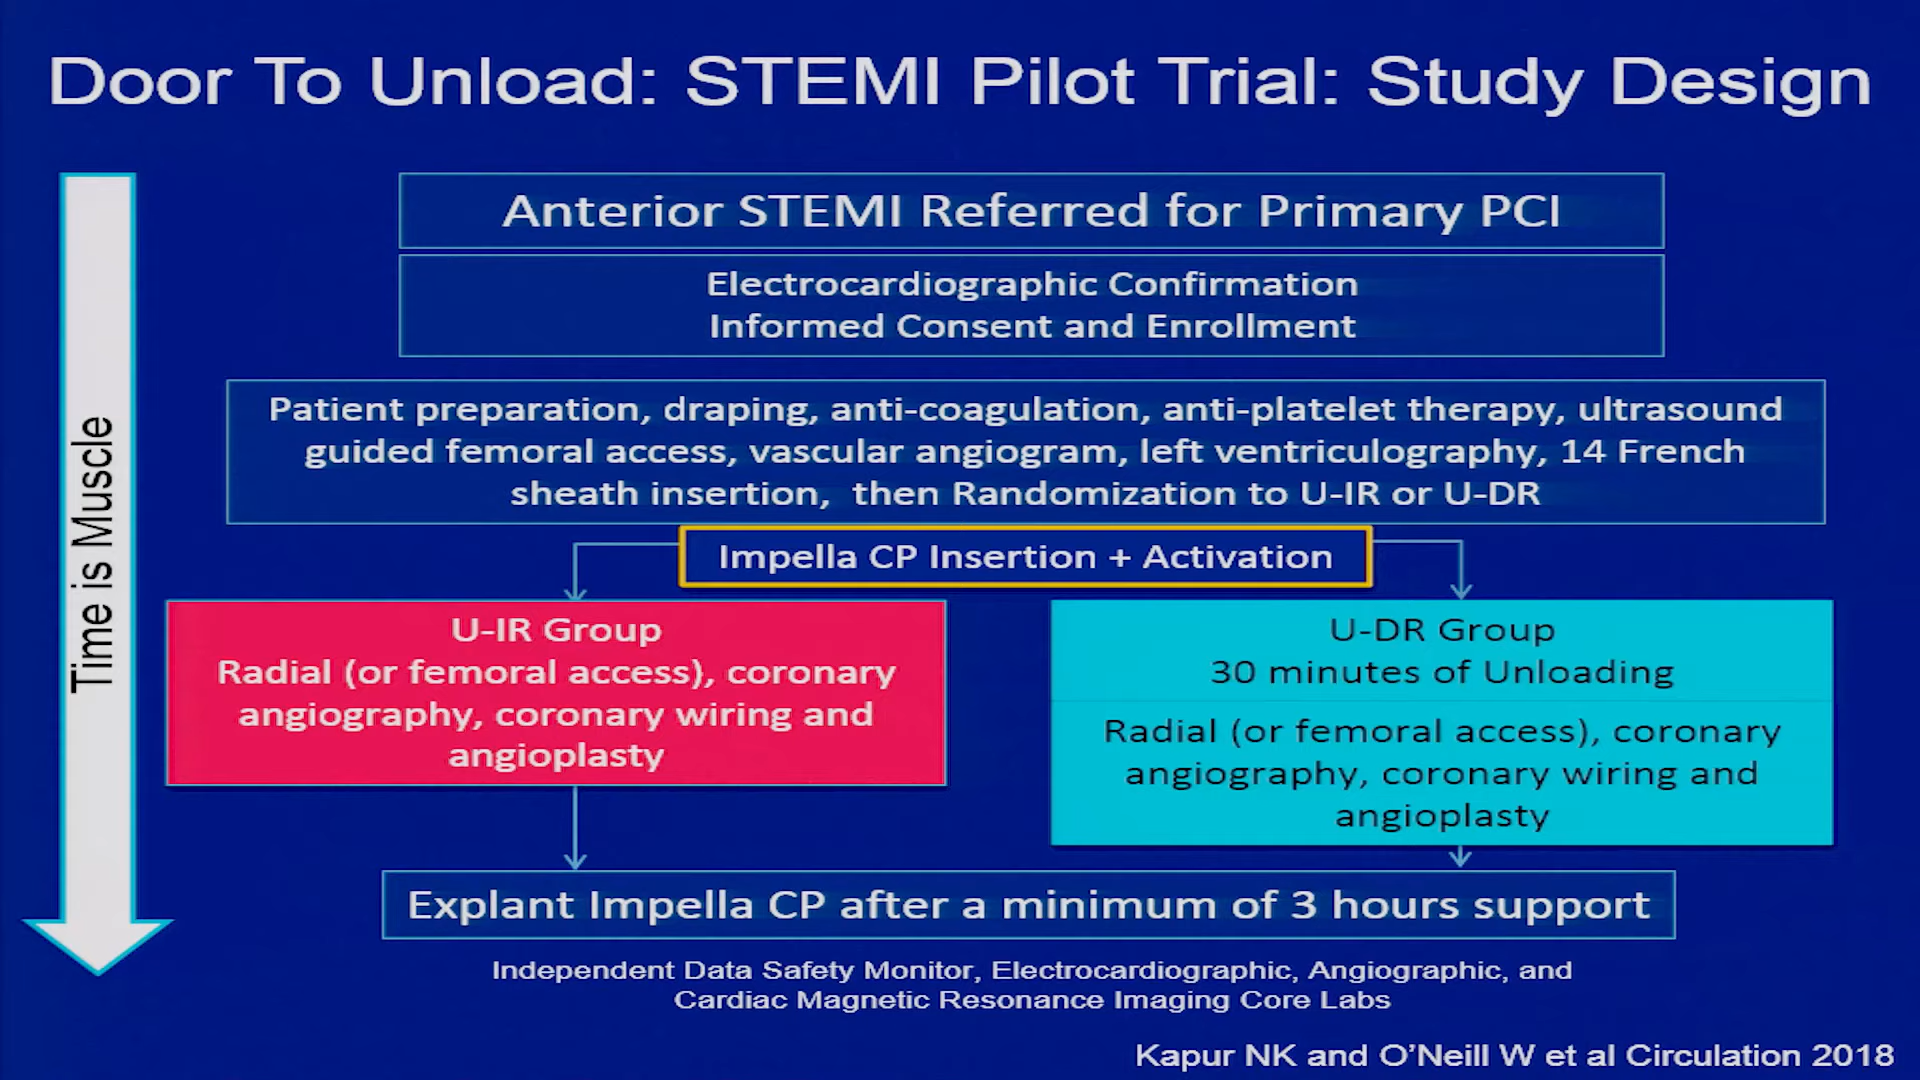 Door To Unload: STEMI Pilot Trial: Study Design
Anterior STEMI Referred for Primary PCI
Electrocardiographic Confirmation
Informed Consent and Enrollment
Patient preparation, draping, anti-coagulation, anti-platelet therapy, ultrasound
guided femoral access, vascular angiogram, left ventriculography, 14 French
sheath insertion, then Randomization to U-IR or U-DR
Impella CP Insertion + Activation
Time is Muscle
U-IR Group
Radial (or femoral access), coronary
angiography, coronary wiring and
angioplasty
U-DR Group
30 minutes of Unloading
Radial (or femoral access), coronary
angiography, coronary wiring and
angioplasty
Explant Impella CP after a minimum of 3 hours support
Independent Data Safety Monitor, Electrocardiographic, Angiographic, and
Cardiac Magnetic Resonance Imaging Core Labs
Kapur NK and O’Neill W et al Circulation 2018